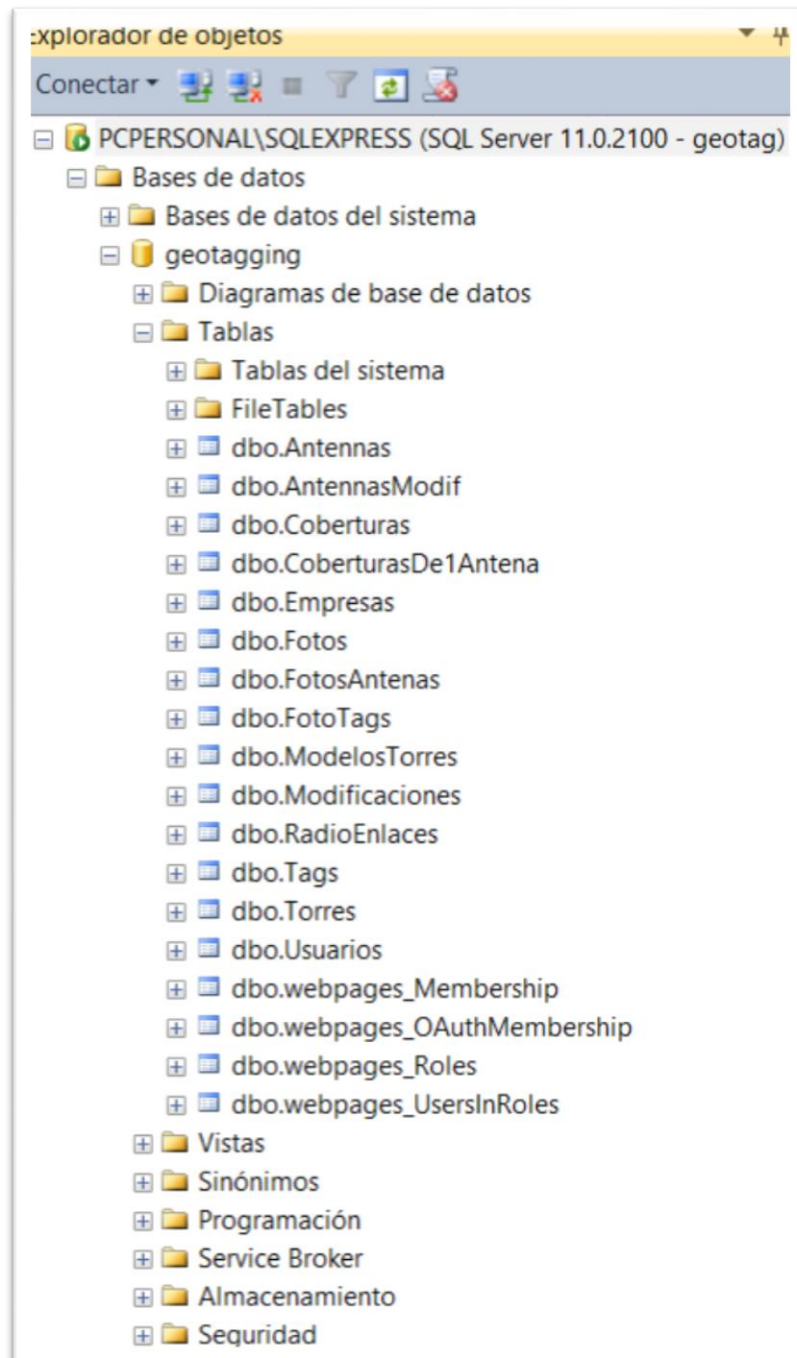 Explorador de objetos
Conectar
PCPERSONAL\SQLEXPRESS (SQL Server 11.0.2100 - geotag)
Bases de datos
Bases de datos del sistema
geotagging
Diagramas de base de datos
Tablas
Tablas del sistema
FileTables
dbo.Antennas
dbo.AntennasModif
dbo.Coberturas
dbo.CoberturasDe1Antena
dbo.Empresas
dbo.Fotos
dbo.FotosAntenas
dbo.FotoTags
dbo.ModelosTorres
dbo.Modificaciones
dbo.RadioEnlaces
dbo.Tags
dbo.Torres
dbo.Usuarios
dbo.webpages_Membership
dbo.webpages_OAuthMembership
dbo.webpages_Roles
dbo.webpages_UsersInRoles
Vistas
Sinónimos
Programación
Service Broker
Almacenamiento
Seguridad